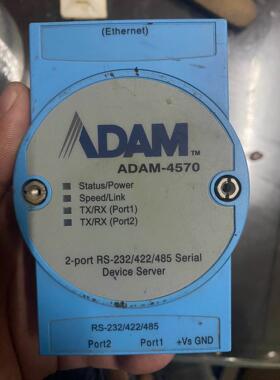 (Ethernet)
ADAM™
ADAM-4570
Status/Power
Speed/Link
TX/RX (Port1)
TX/RX (Port2)
2-port RS-232/422/485 Serial
Device Server
RS-232/422/485
Port2 Port1 +Vs GND